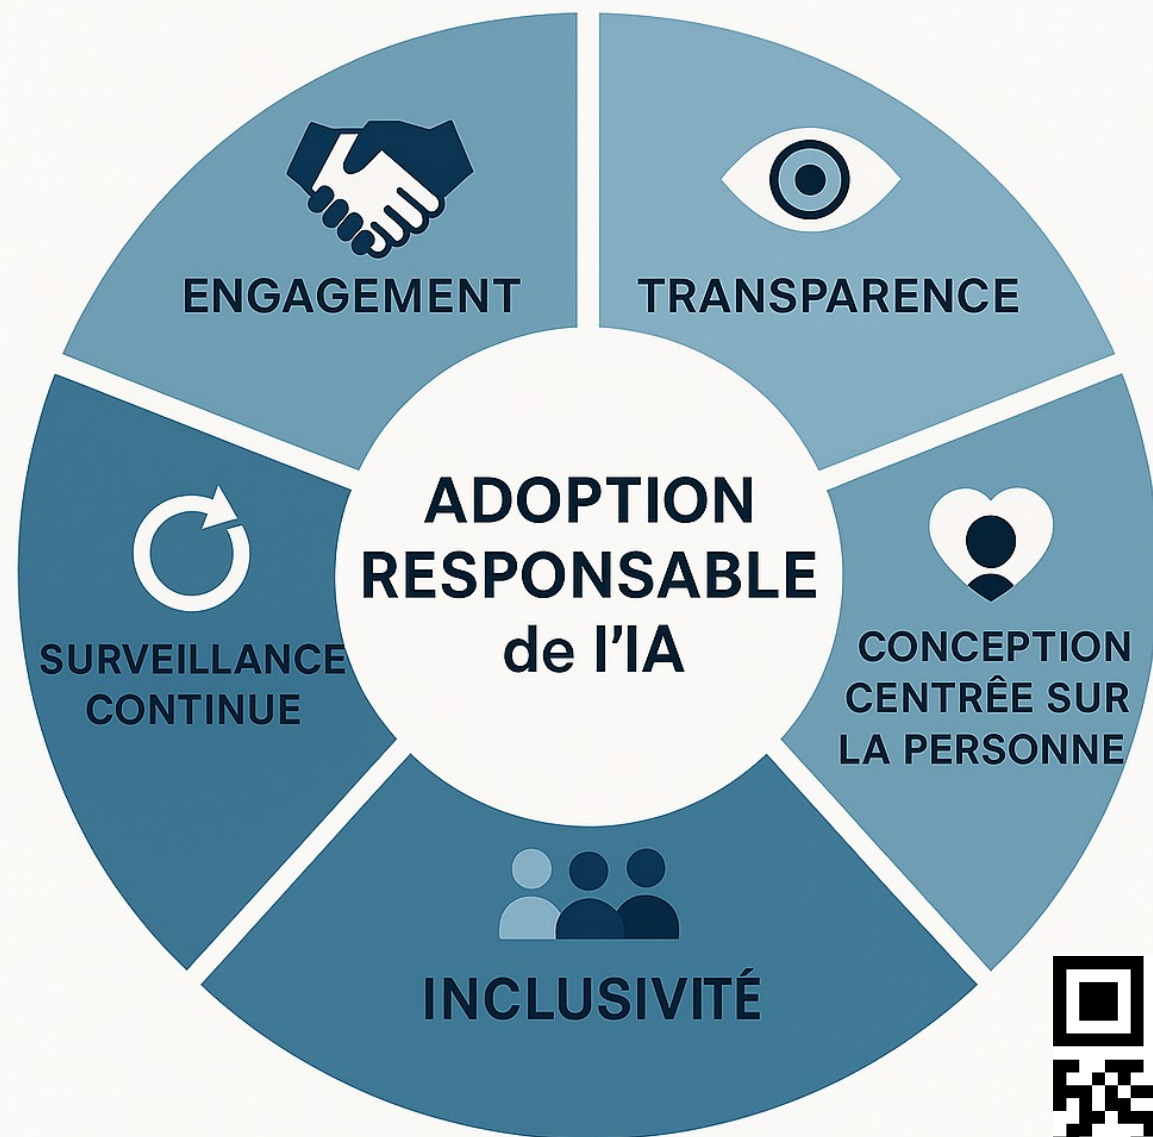 ENGAGEMENT
TRANSPARENCE
ADOPTION
RESPONSABLE
de l'IA
SURVEILLANCE
CONTINUE
CONCEPTION
CENTRÊE SUR
LA PERSONNE
INCLUSIVITÉ